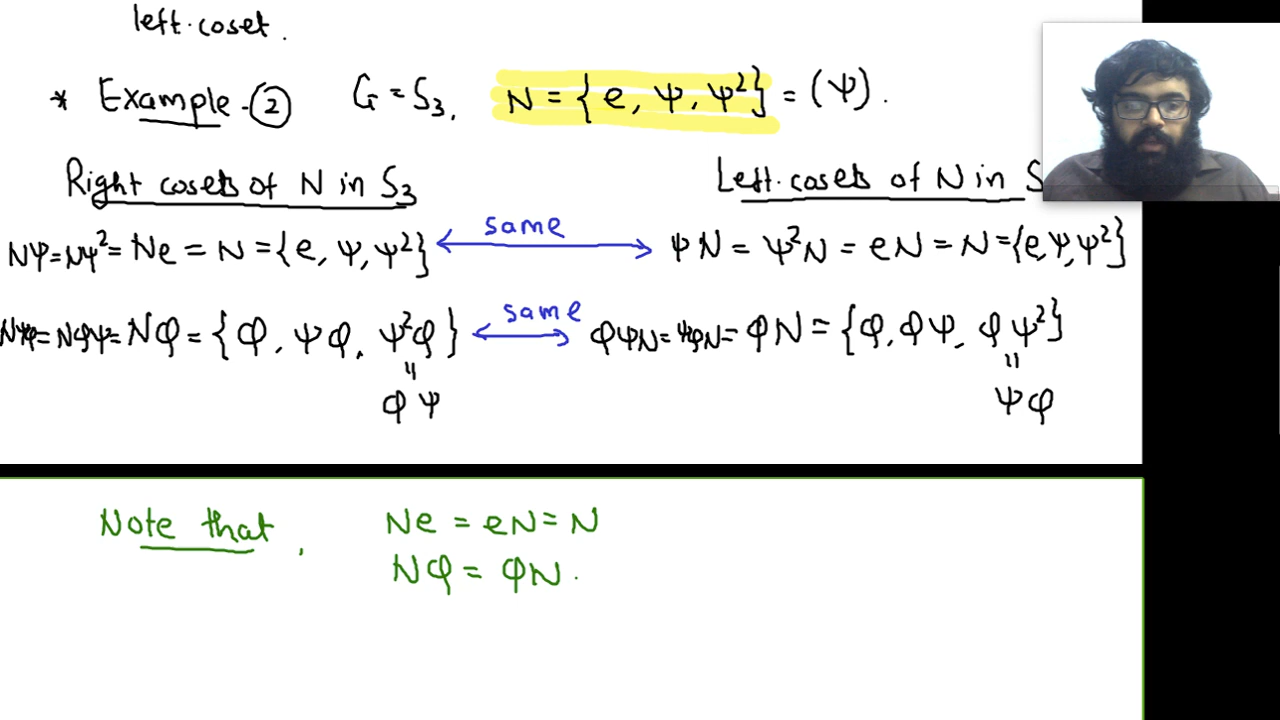 left coset.
* Example-② G = S₃, N = {e, ψ, ψ²} = (ψ).
Right cosets of N in S₃
Left cosets of N in S
Nψ = Nψ² = Ne = N = {e, ψ, ψ²}
same
ψN = ψ²N = eN = N = {e, ψ, ψ²}
Nψφ = Nφψ = Nφ = {φ, ψφ, ψ²φ}
same
φψN = ψφN = φN = {φ, φψ, φψ²}
=
=
φψ
ψφ
Note that, Ne = eN = N
Nφ = φN.